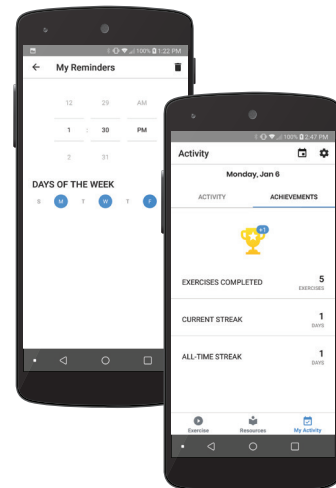 100% 1:22 PM
My Reminders
12 29 AM
1 : 30 PM
2 31
DAYS OF THE WEEK
S M T W T F
100% 2:47 PM
Activity
Monday, Jan 6
ACTIVITY ACHIEVEMENTS
+1
EXERCISES COMPLETED 5
EXERCISES
CURRENT STREAK 1
DAYS
ALL-TIME STREAK 1
DAYS
Exercise Resources My Activity